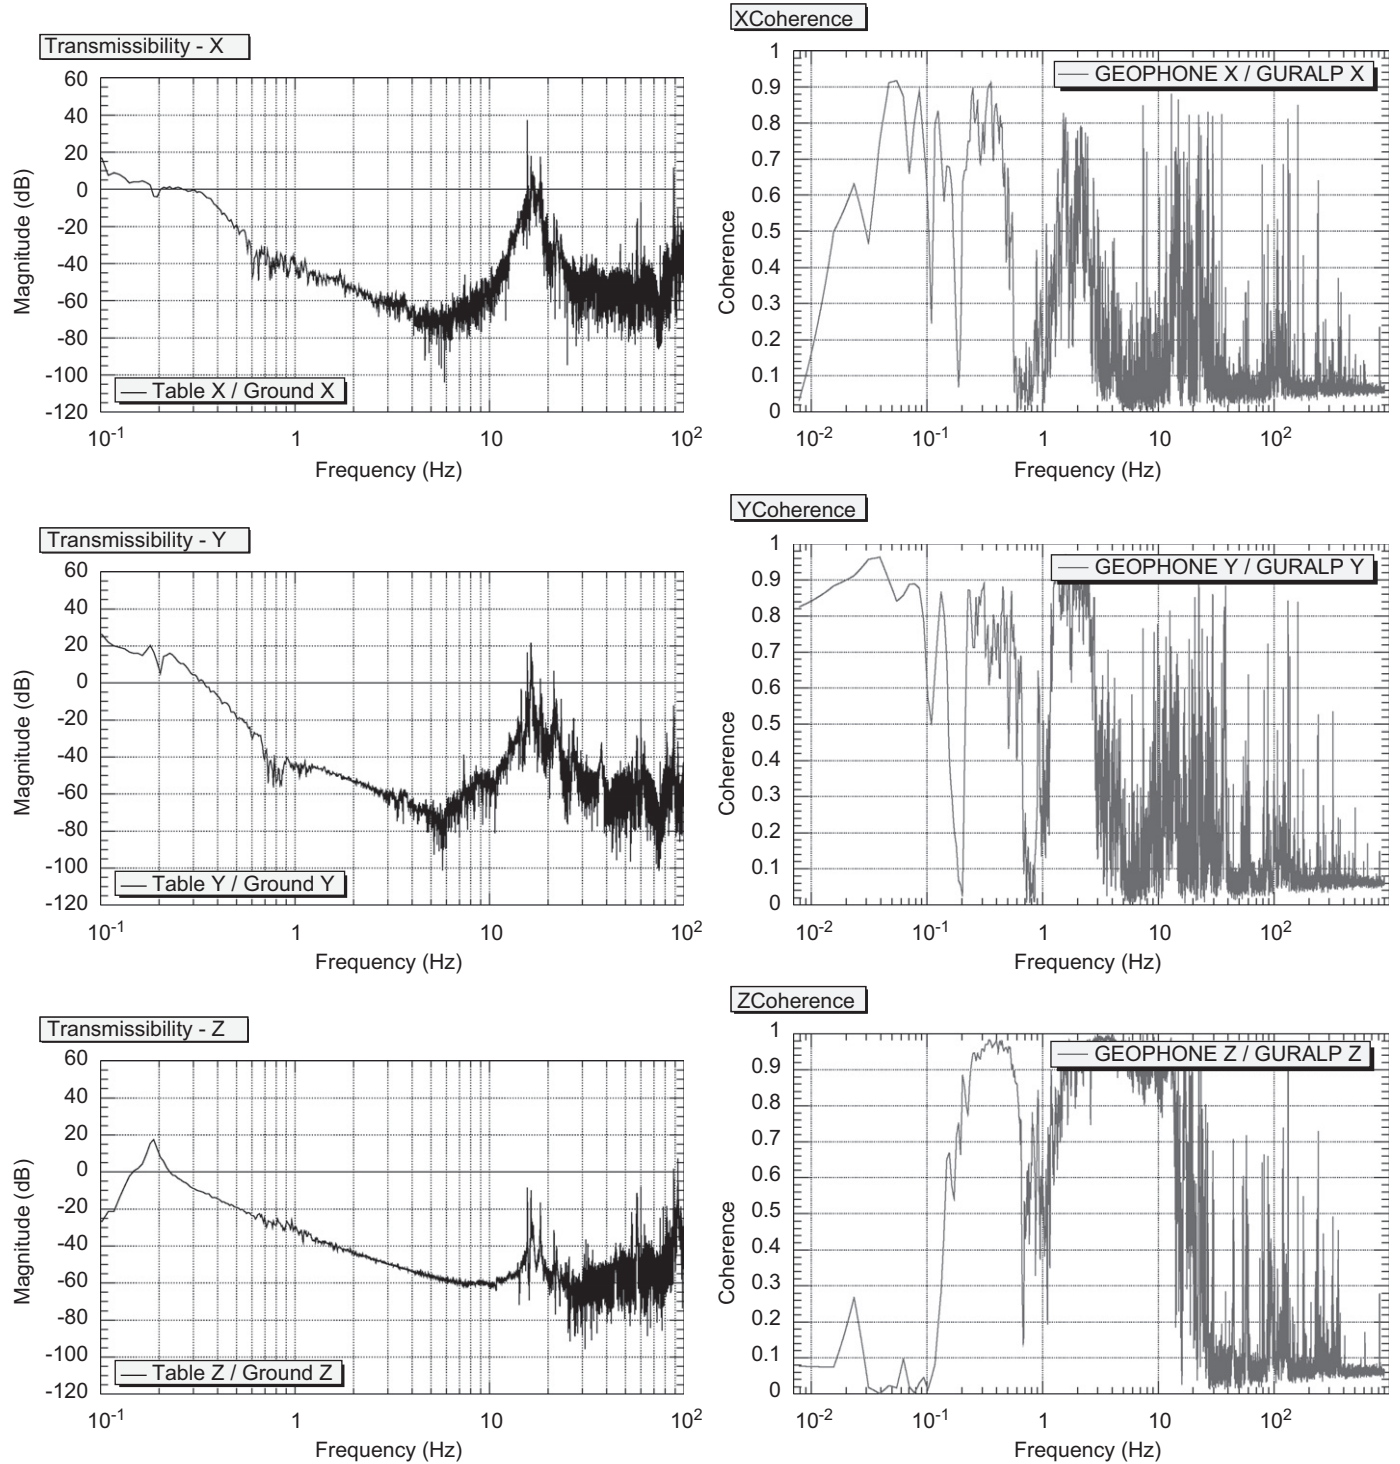 Transmissibility - X
60
40
20
0
-20
-40
-60
-80
-100
-120
Magnitude (dB)
Table X / Ground X
10-1 1 10 102
Frequency (Hz)
XCoherence
1
0.9
0.8
0.7
0.6
0.5
0.4
0.3
0.2
0.1
0
Coherence
GEOPHONE X / GURALP X
10-2 10-1 1 10 102
Frequency (Hz)
Transmissibility - Y
60
40
20
0
-20
-40
-60
-80
-100
-120
Magnitude (dB)
Table Y / Ground Y
10-1 1 10 102
Frequency (Hz)
YCoherence
1
0.9
0.8
0.7
0.6
0.5
0.4
0.3
0.2
0.1
0
Coherence
GEOPHONE Y / GURALP Y
10-2 10-1 1 10 102
Frequency (Hz)
Transmissibility - Z
60
40
20
0
-20
-40
-60
-80
-100
-120
Magnitude (dB)
Table Z / Ground Z
10-1 1 10 102
Frequency (Hz)
ZCoherence
1
0.9
0.8
0.7
0.6
0.5
0.4
0.3
0.2
0.1
0
Coherence
GEOPHONE Z / GURALP Z
10-2 10-1 1 10 102
Frequency (Hz)